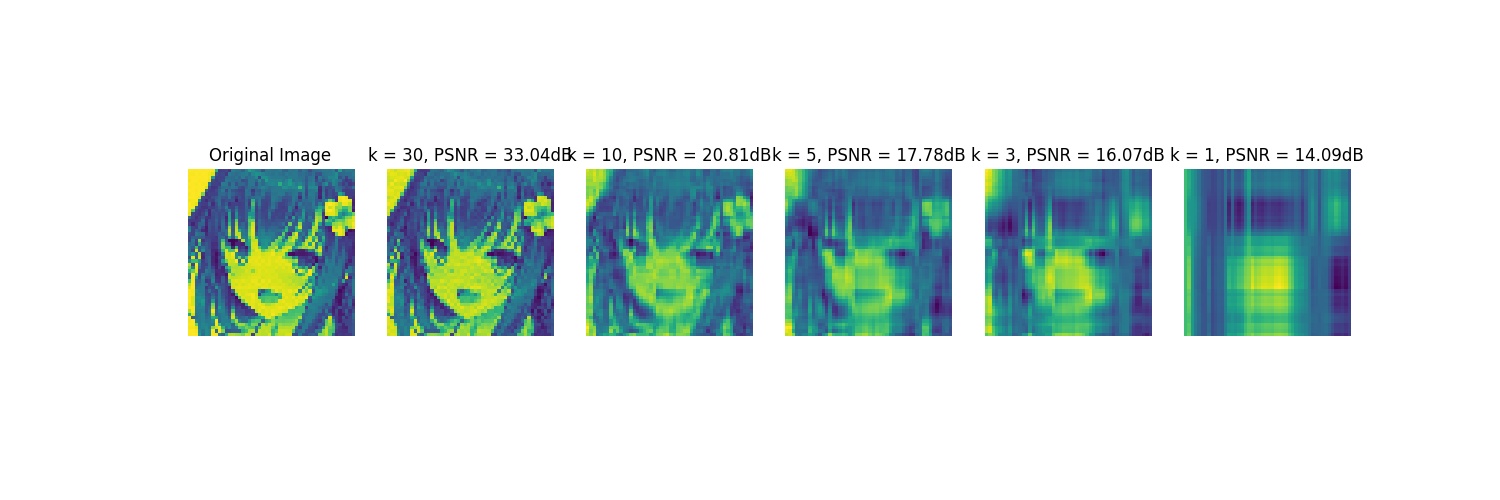 Original Image
k = 30, PSNR = 33.04dB
k = 10, PSNR = 20.81dB
k = 5, PSNR = 17.78dB
k = 3, PSNR = 16.07dB
k = 1, PSNR = 14.09dB